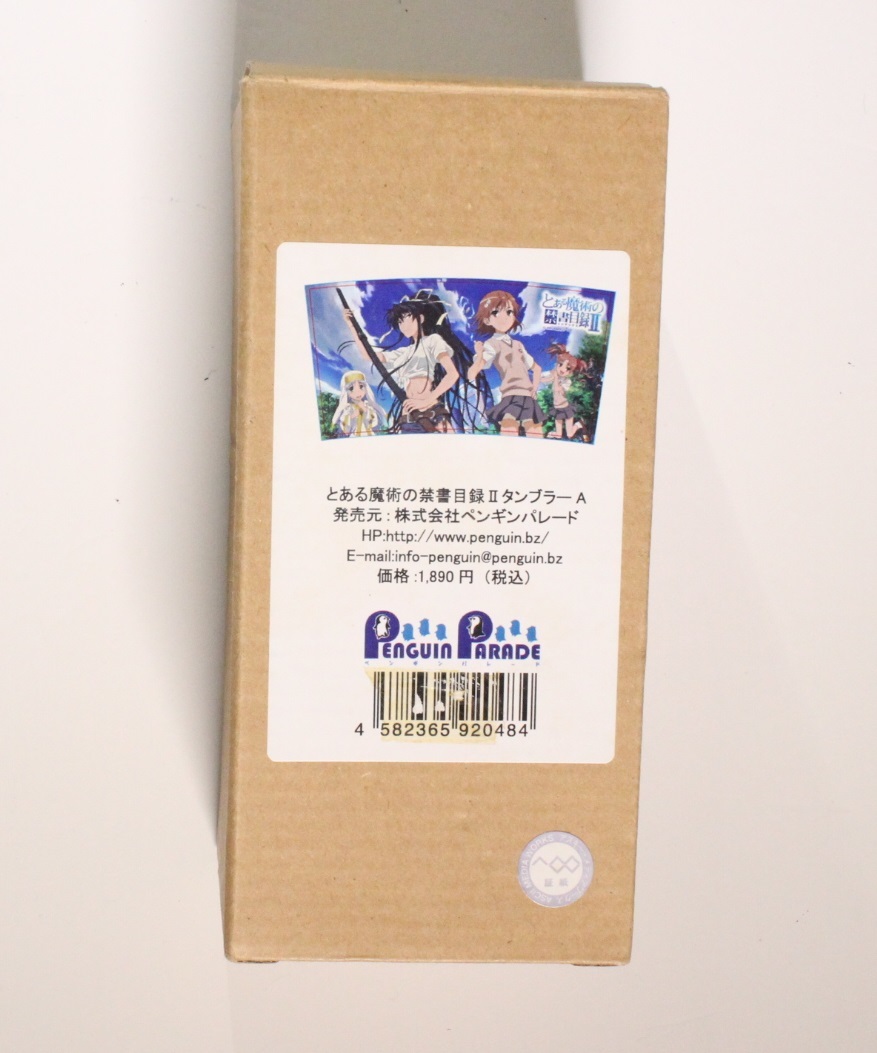 とある魔術の
禁書目録II
とある魔術の禁書目録Ⅱタンブラー A
発売元：株式会社ペンギンパレード
HP:http://www.penguin.bz/
E-mail:info-penguin@penguin.bz
価格:1,890円（税込）
PENGUIN PARADE
ペンギンパレード
4 582365 920484